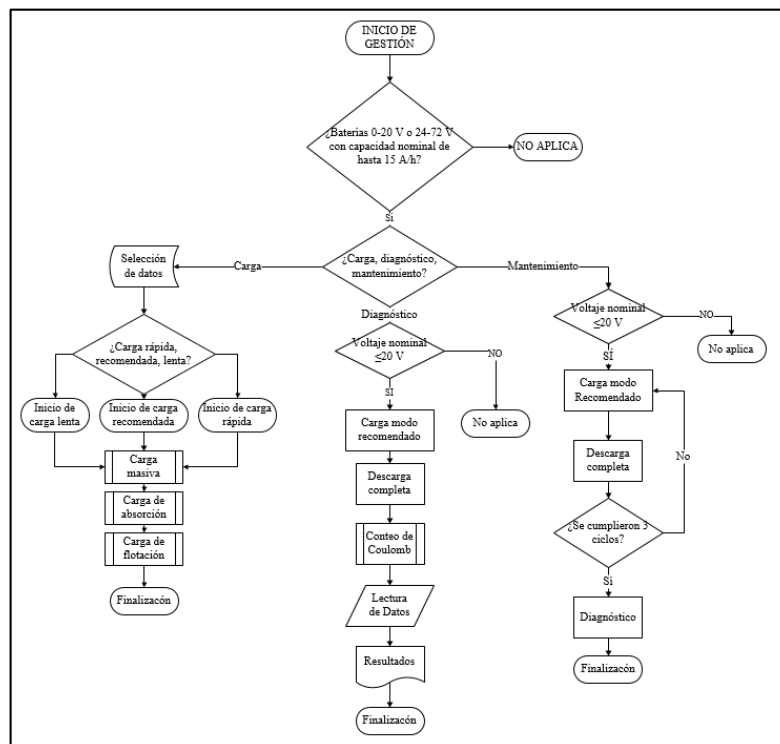 INICIO DE
GESTIÓN
¿Baterías 0-20 V o 24-72 V
con capacidad nominal de
hasta 15 A/h?
NO APLICA
Si
¿Carga, diagnóstico,
mantenimiento?
Carga
Mantenimiento
Selección
de datos
¿Carga rápida,
recomendada, lenta?
Inicio de
carga lenta
Inicio de carga
recomendada
Inicio de carga
rápida
Carga
masiva
Carga de
absorción
Carga de
flotación
Finalizacón
Diagnóstico
Voltaje nominal
≤20 V
NO
No aplica
SÍ
Carga modo
recomendado
Descarga
completa
Conteo de
Coulomb
Lectura
de Datos
Resultados
Finalizacón
Voltaje nominal
≤20 V
NO
No aplica
SÍ
Carga modo
Recomendado
Descarga
completa
No
¿Se cumplieron 3
ciclos?
Si
Diagnóstico
Finalizacón